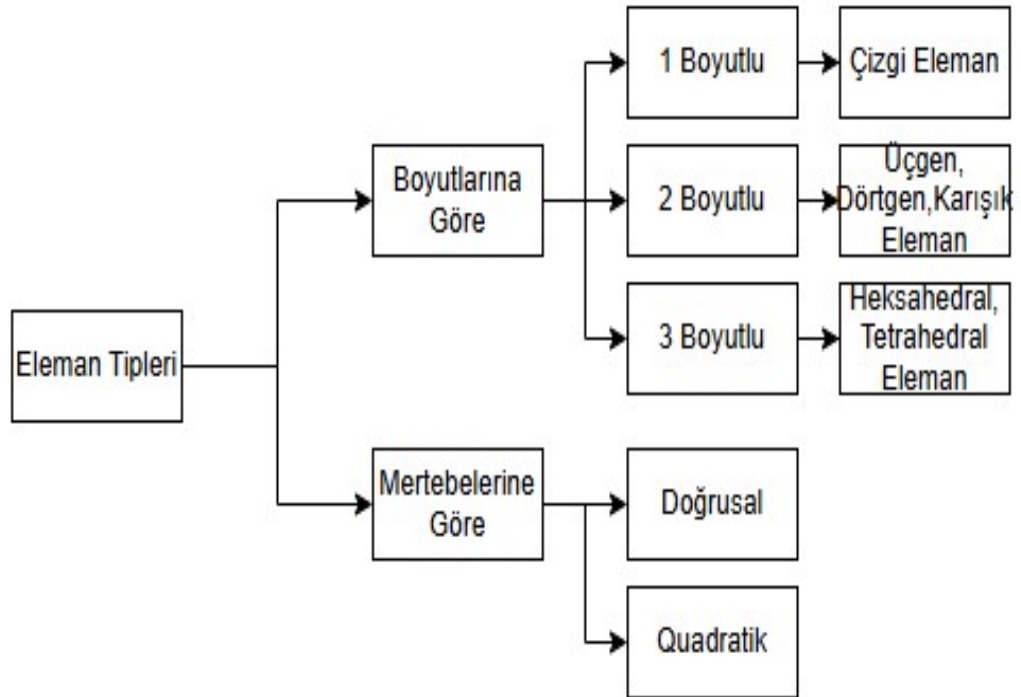 Eleman Tipleri
Boyutlarına
Göre
1 Boyutlu
Çizgi Eleman
2 Boyutlu
Üçgen,
Dörtgen,Karışık
Eleman
3 Boyutlu
Heksahedral,
Tetrahedral
Eleman
Mertebelerine
Göre
Doğrusal
Quadratik